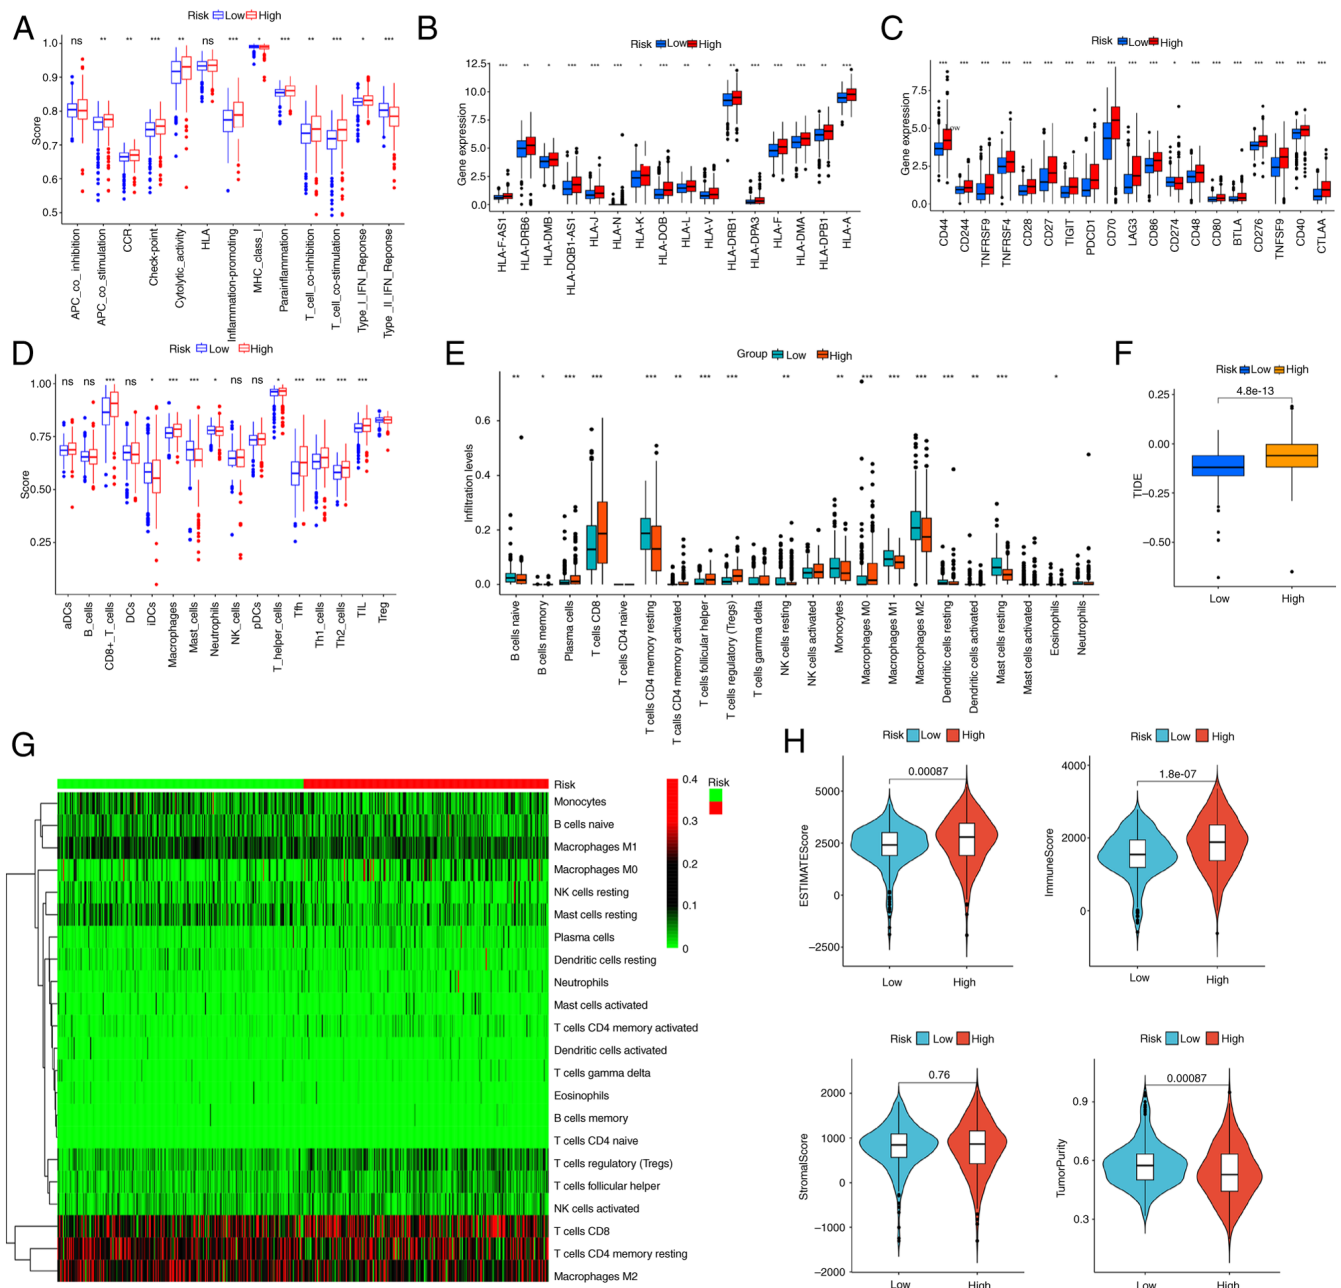 A
Risk Low High
ns ** ** *** ** ns *** * *** ** *** * ***
Score
1.0
0.9
0.8
0.7
0.6
0.5
APC_co_ inhibition
APC_co_stimulation
CCR
Check-point
Cytolytic_activity
HLA
Inflammation-promoting
MHC_class_I
Parainflammation
T_cell_co-inhibition
T_cell_co-stimulation
Type_I_IFN_Reponse
Type _II_IFN_Reponse
B
Risk Low High
Gene expression
12.5
10.0
7.5
5.0
2.5
0.0
HLA-F-AS1
HLA-DRB6
HLA-DMB
HLA-DQB1-AS1
HLA-J
HLA-N
HLA-K
HLA-DOB
HLA-L
HLA-V
HLA-DRB1
HLA-DPA3
HLA-F
HLA-DMA
HLA-DPB1
HLA-A
C
Risk Low High
Gene expression
7.5
5.0
2.5
0.0
CD44
CD244
TNFRSF9
TNFRSF4
CD28
CD27
TIGIT
PDCD1
CD70
LAG3
CD86
CD274
CD48
CD80
BTLA
CD276
TNFSF9
CD40
CTLAA
D
Risk Low High
ns ns *** ns * *** *** * ns ns * *** *** *** ***
Score
1.00
0.75
0.50
0.25
aDCs
B_cells
CD8+_T_cells
DCs
iDCs
Macrophages
Mast_cells
Neutrophils
NK_cells
pDCs
T_helper_cells
Tfh
Th1_cells
Th2_cells
TIL
Treg
E
Group Low High
** * *** *** *** ** *** *** ** ** *** *** *** ** *** *** *
Infiltration levels
0.6
0.4
0.2
0.0
B cells naive
B cells memory
Plasma cells
T cells CD8
T cells CD4 naive
T cells CD4 memory resting
T calls CD4 memory activated
T cells follicular helper
T cells regulatory (Tregs)
T cells gamma delta
NK cells resting
NK cells activated
Monocytes
Macrophages M0
Macrophages M1
Macrophages M2
Dendritic cells resting
Dendritic cells activated
Mast cells resting
Mast cells activated
Eosinophils
Neutrophils
F
Risk Low High
4.8e-13
TIDE
0.25
0.00
−0.25
−0.50
Low High
G
Risk
0.4
0.3
0.2
0.1
0
Risk
Monocytes
B cells naive
Macrophages M1
Macrophages M0
NK cells resting
Mast cells resting
Plasma cells
Dendritic cells resting
Neutrophils
Mast cells activated
T cells CD4 memory activated
Dendritic cells activated
T cells gamma delta
Eosinophils
B cells memory
T cells CD4 naive
T cells regulatory (Tregs)
T cells follicular helper
NK cells activated
T cells CD8
T cells CD4 memory resting
Macrophages M2
H
Risk Low High
0.00087
ESTIMATEScore
5000
2500
0
−2500
Low High
Risk Low High
1.8e-07
ImmuneScore
4000
2000
0
Low High
Risk Low High
0.76
StromalScore
2000
1000
0
−1000
−2000
Low High
Risk Low High
0.00087
TumorPurity
0.9
0.6
0.3
Low High